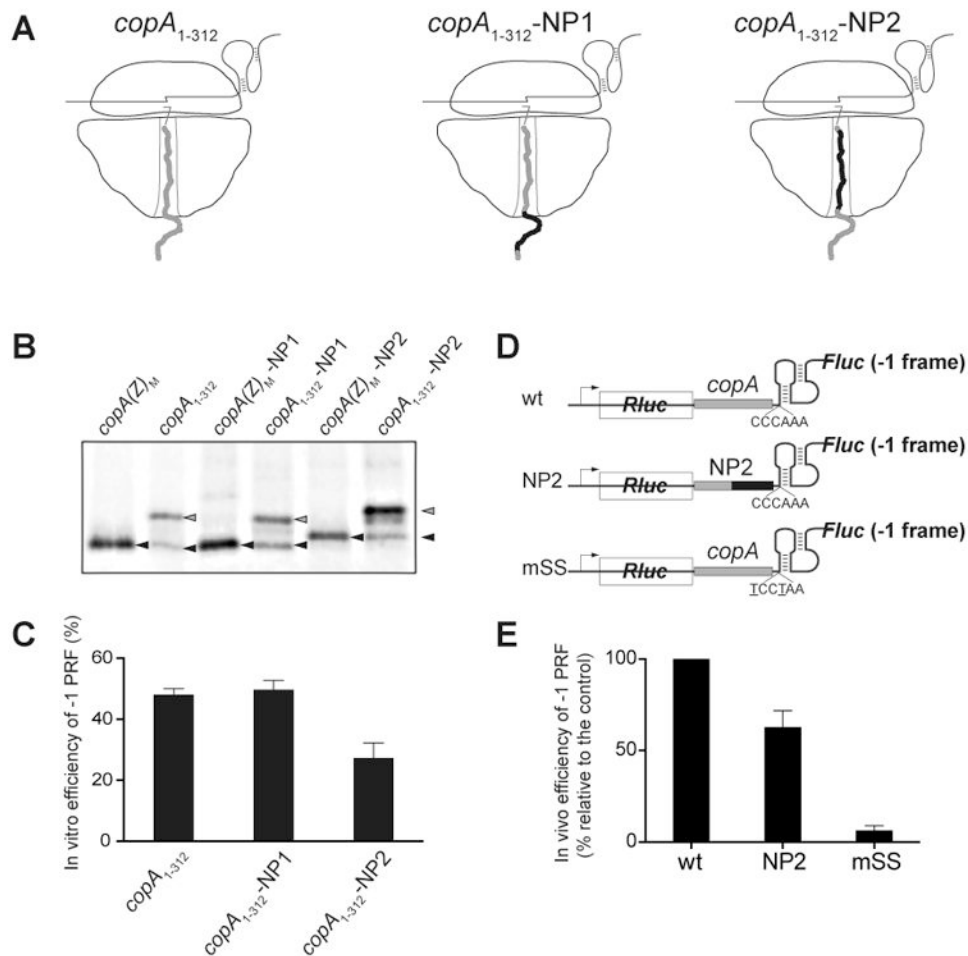 A
copA1-312
copA1-312-NP1
copA1-312-NP2
B
copA(Z)M
copA1-312
copA(Z)M-NP1
copA1-312-NP1
copA(Z)M-NP2
copA1-312-NP2
D
wt
Rluc
copA
Fluc (-1 frame)
CCCAAA
NP2
Rluc
NP2
Fluc (-1 frame)
CCCAAA
mSS
Rluc
copA
Fluc (-1 frame)
TCCTAA
C
In vitro efficiency of -1 PRF (%)
60
40
20
0
copA1-312
copA1-312-NP1
copA1-312-NP2
E
In vivo efficiency of -1 PRF
(% relative to the control)
100
50
0
wt
NP2
mSS